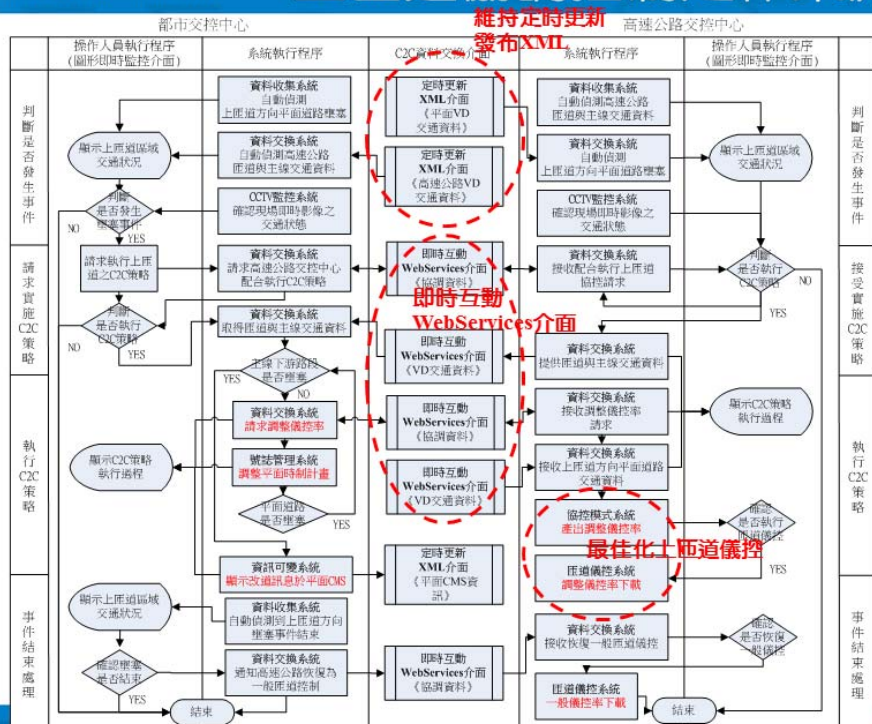 維持定時更新
發布XML
都市交控中心
高速公路交控中心
操作人員執行程序
(圖形即時監控介面)
系統執行程序
C2C資料交換介面
系統執行程序
操作人員執行程序
(圖形即時監控介面)
判斷是否發生事件
資料收集系統
自動偵測
上匝道方向平面道路壅塞
定時更新
XML介面
《平面VD
交通資料》
資料收集系統
自動偵測高速公路
匝道與主線交通資料
判斷是否發生事件
顯示上匝道區域
交通狀況
資料交換系統
自動偵測高速公路
匝道與主線交通資料
定時更新
XML介面
《高速公路VD
交通資料》
資料交換系統
自動偵測
上匝道方向平面道路壅塞
顯示上匝道區域
交通狀況
判斷
是否發生
壅塞事件
NO
YES
CCTV監控系統
確認現場即時影像之
交通狀態
CCTV監控系統
確認現場即時影像之
交通狀態
請求實施C2C策略
請求執行上匝
道之C2C策略
資料交換系統
請求高速公路交控中心
配合執行C2C策略
即時互動
WebServices介面
《協調資料》
資料交換系統
接收配合執行上匝道
協控請求
判斷
是否執行
C2C策略
NO
YES
接受實施C2C策略
即時互動
WebServices介面
判斷
是否執行
C2C策略
NO
YES
資料交換系統
取得匝道與主線交通資料
即時互動
WebServices介面
《VD交通資料》
資料交換系統
提供匝道與主線交通資料
執行C2C策略
主線下游路段
是否壅塞
YES
NO
資料交換系統
請求調整儀控率
即時互動
WebServices介面
《協調資料》
資料交換系統
接收調整儀控率
請求
顯示C2C策略
執行過程
執行C2C策略
顯示C2C策略
執行過程
號誌管理系統
調整平面時制計畫
即時互動
WebServices介面
《VD交通資料》
資料交換系統
接收上匝道方向平面道路
交通資料
平面道路
是否壅塞
YES
協控模式系統
產出調整儀控率
確認
是否執行
匝道儀控
YES
最佳化上匝道儀控
資訊可變系統
顯示改道訊息於平面CMS
定時更新
XML介面
《平面CMS資
訊》
匝道儀控系統
調整儀控率下載
事件結束處理
顯示上匝道區域
交通狀況
資料收集系統
自動偵測到上匝道方向
壅塞事件結束
資料交換系統
接收恢復一般匝道儀控
確認
是否恢復
一般儀控
事件結束處理
確認壅塞
是否結束
YES
資料交換系統
通知高速公路恢復為
一般匝道控制
即時互動
WebServices介面
《協調資料》
匝道儀控系統
一般儀控率下載
結束
結束